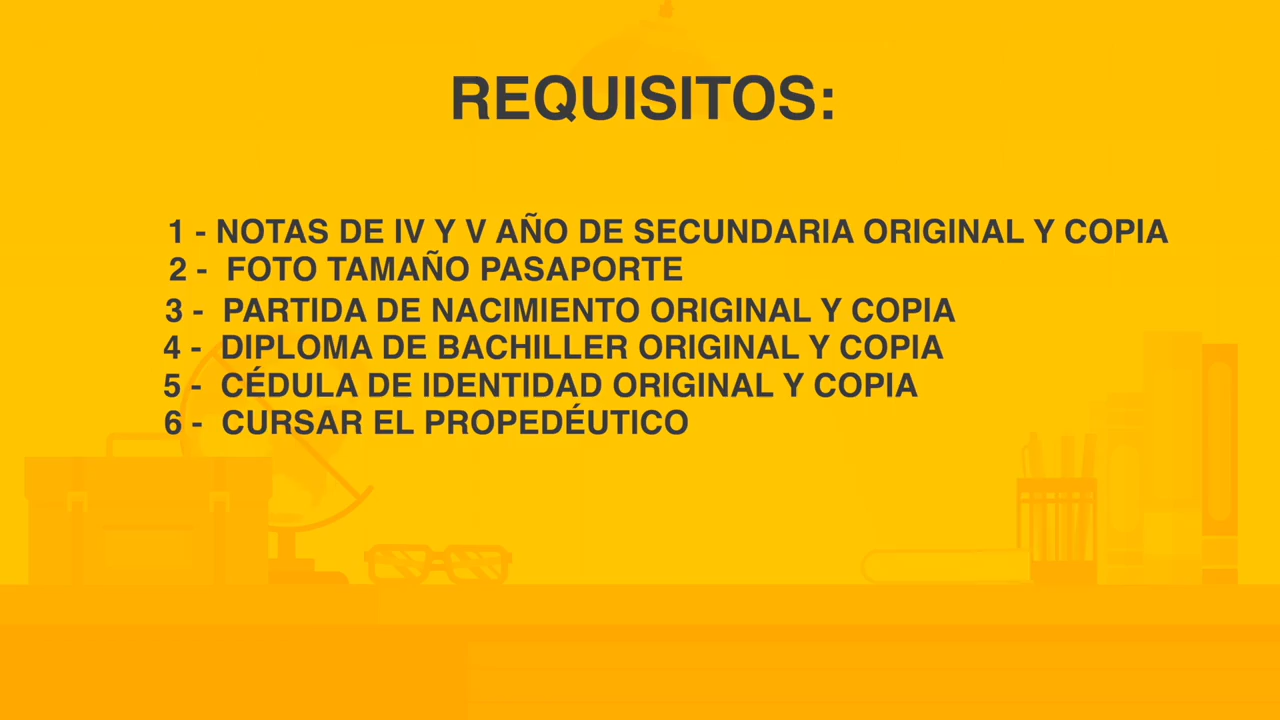 REQUISITOS:
1 - NOTAS DE IV Y V AÑO DE SECUNDARIA ORIGINAL Y COPIA
2 - FOTO TAMAÑO PASAPORTE
3 - PARTIDA DE NACIMIENTO ORIGINAL Y COPIA
4 - DIPLOMA DE BACHILLER ORIGINAL Y COPIA
5 - CÉDULA DE IDENTIDAD ORIGINAL Y COPIA
6 - CURSAR EL PROPEDÉUTICO